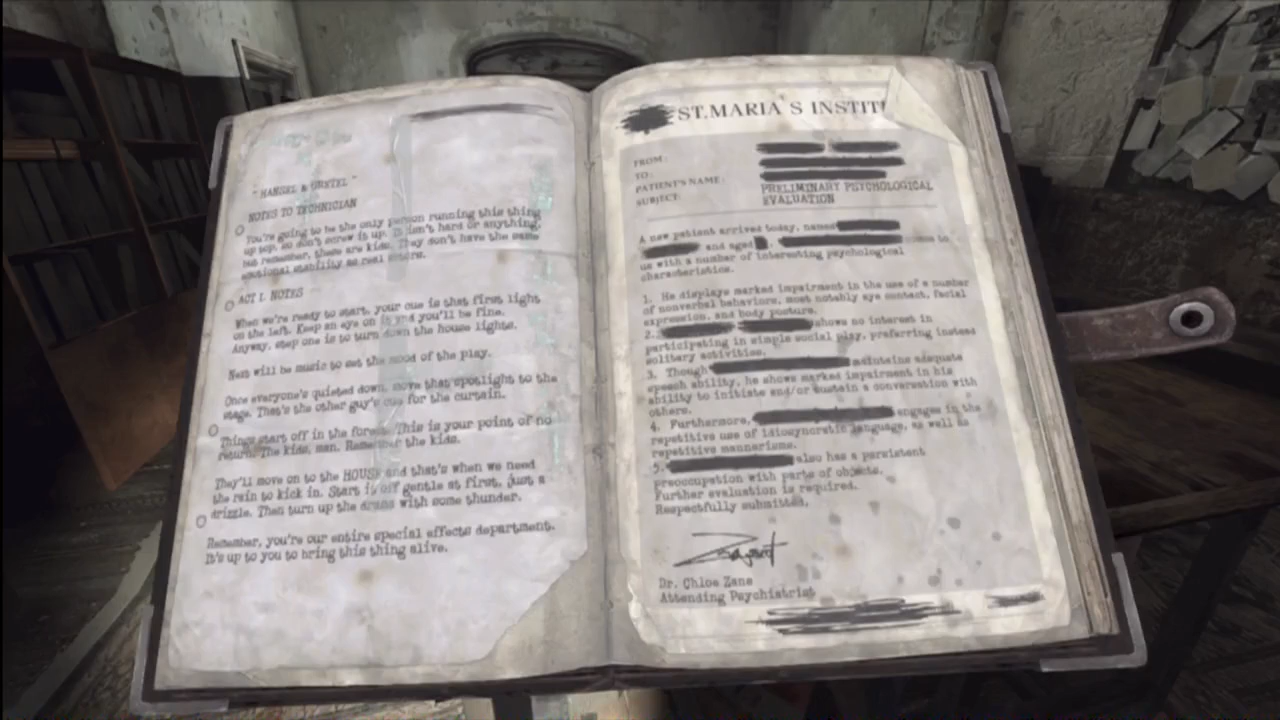 "HANSEL & GRETEL"
NOTES TO TECHNICIAN
You're going to be the only person running this thing
up top, so don't screw it up. It isn't hard or anything,
but remember, these are kids. They don't have the same
emotional stability as real actors.
ACT I. NOTES
When we're ready to start, your cue is that first light
on the left. Keep an eye on it and you'll be fine.
Anyway, step one is to turn down the house lights.
Next will be music to set the mood of the play.
Once everyone's quieted down, move that spotlight to the
stage. That's the other guy's cue for the curtain.
Things start off in the forest. This is your point of no
return. The kids, man. Remember the kids.
They'll move on to the HOUSE and that's when we need
the rain to kick in. Start it off gentle at first, just a
drizzle. Then turn up the drama with some thunder.
Remember, you're our entire special effects department.
It's up to you to bring this thing alive.
ST.MARIA'S INSTIT
FROM:
TO:
PATIENT'S NAME:
SUBJECT: PRELIMINARY PSYCHOLOGICAL
EVALUATION
A new patient arrived today, named
and aged . comes to
us with a number of interesting psychological
characteristics.
1. He displays marked impairment in the use of a number
of nonverbal behaviors, most notably eye contact, facial
expression, and body posture.
2. shows no interest in
participating in simple social play, preferring instead
solitary activities.
3. Though maintains adequate
speech ability, he shows marked impairment in his
ability to initiate and/or sustain a conversation with
others.
4. Furthermore, engages in the
repetitive use of idiosyncratic language, as well as
repetitive mannerisms.
5. also has a persistent
preoccupation with parts of objects.
Further evaluation is required.
Respectfully submitted,
Dr. Chloe Zane
Attending Psychiatrist